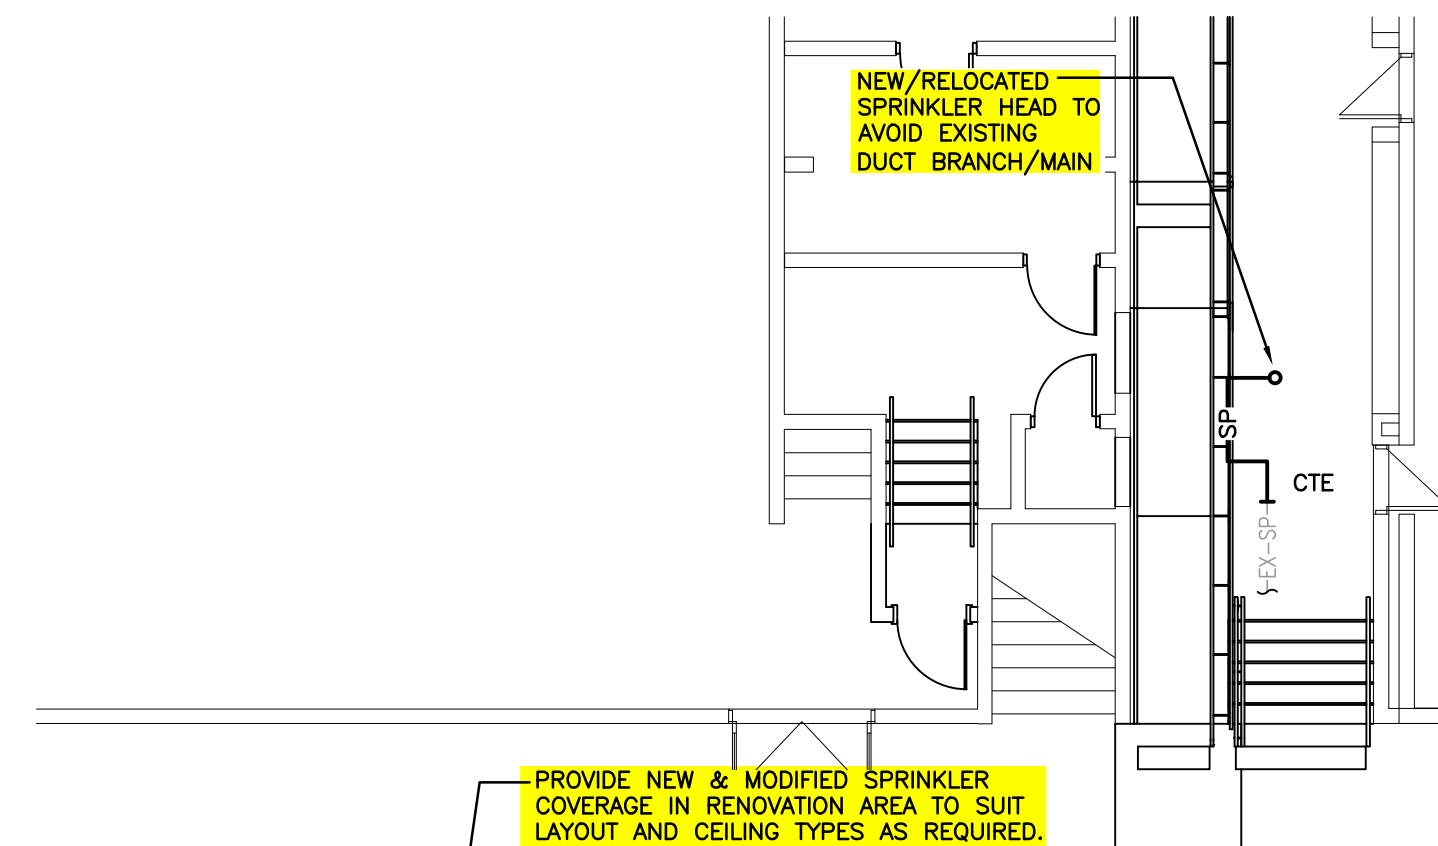 NEW/RELOCATED
SPRINKLER HEAD TO
AVOID EXISTING
DUCT BRANCH/MAIN
SP
CTE
EX-SP
PROVIDE NEW & MODIFIED SPRINKLER
COVERAGE IN RENOVATION AREA TO SUIT
LAYOUT AND CEILING TYPES AS REQUIRED.